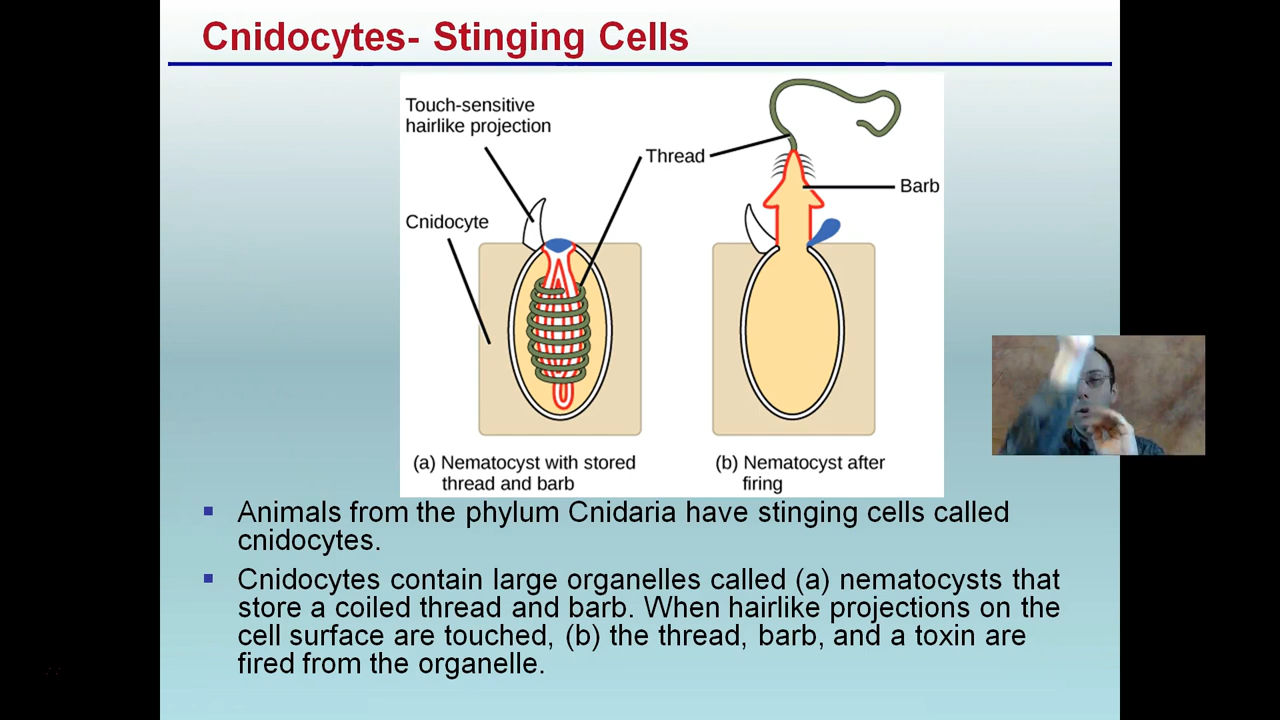 Cnidocytes- Stinging Cells
Touch-sensitive
hairlike projection
Thread
Barb
Cnidocyte
(a) Nematocyst with stored
thread and barb
(b) Nematocyst after
firing
Animals from the phylum Cnidaria have stinging cells called
cnidocytes.
Cnidocytes contain large organelles called (a) nematocysts that
store a coiled thread and barb. When hairlike projections on the
cell surface are touched, (b) the thread, barb, and a toxin are
fired from the organelle.